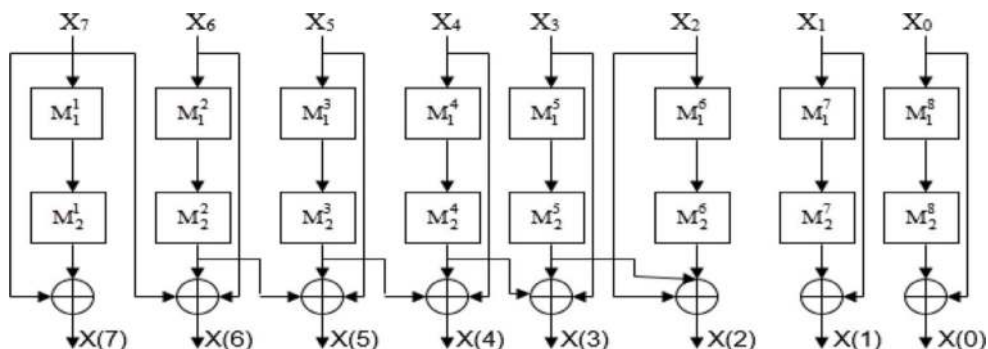 X₇ X₆ X₅ X₄ X₃ X₂ X₁ X₀
M₁¹ M₁² M₁³ M₁⁴ M₁⁵ M₁⁶ M₁⁷ M₁⁸
M₂¹ M₂² M₂³ M₂⁴ M₂⁵ M₂⁶ M₂⁷ M₂⁸
X(7) X(6) X(5) X(4) X(3) X(2) X(1) X(0)